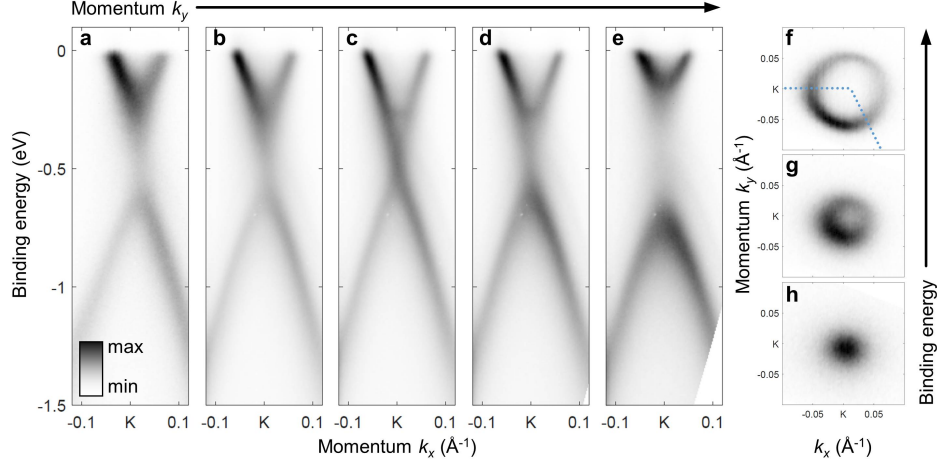 Momentum ky
a
b
c
d
e
f
g
h
0
-0.5
-1
-1.5
Binding energy (eV)
max
min
-0.1 K 0.1
-0.1 K 0.1
-0.1 K 0.1
-0.1 K 0.1
-0.1 K 0.1
Momentum kx (Å-1)
0.05
K
-0.05
0.05
K
-0.05
0.05
K
-0.05
-0.05 K 0.05
kx (Å-1)
Momentum ky (Å-1)
Binding energy